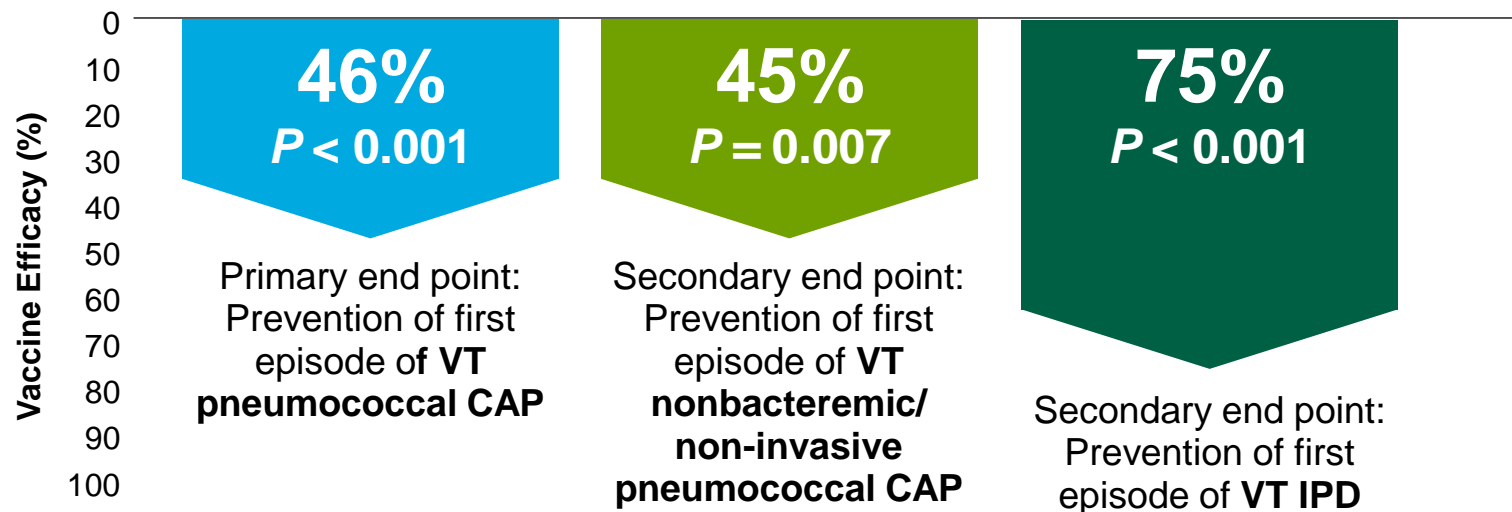 Vaccine Efficacy (%)
0
10
20
30
40
50
60
70
80
90
100
46%
P < 0.001
Primary end point:
Prevention of first
episode of VT
pneumococcal CAP
45%
P = 0.007
Secondary end point:
Prevention of first
episode of VT
nonbacteremic/
non-invasive
pneumococcal CAP
75%
P < 0.001
Secondary end point:
Prevention of first
episode of VT IPD